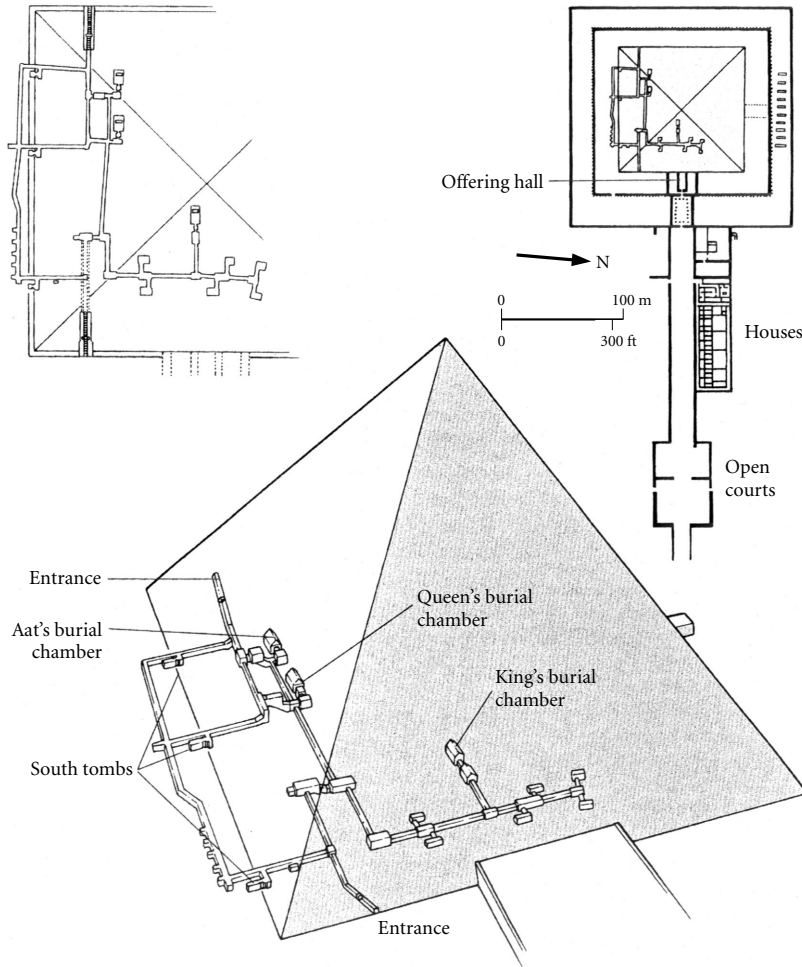 Offering hall
N
0 100 m
0 300 ft
Houses
Open
courts
Entrance
Aat's burial
chamber
Queen's burial
chamber
King's burial
chamber
South tombs
Entrance